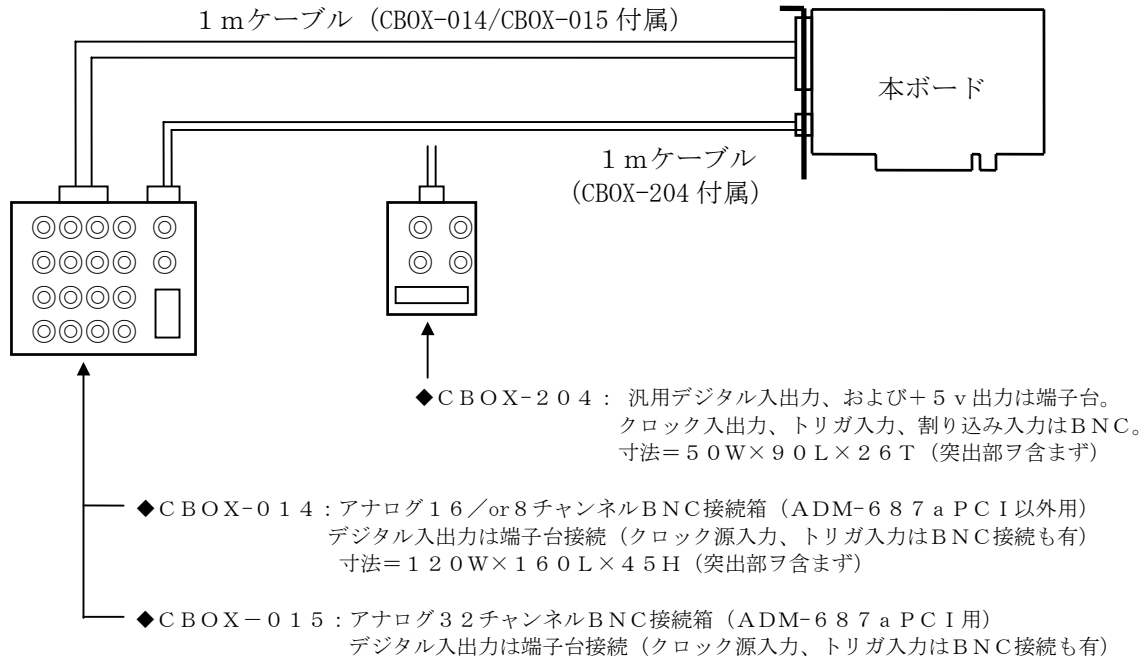 1ｍケーブル（CBOX-014/CBOX-015 付属）
本ボード
1ｍケーブル
（CBOX-204 付属）
◆ＣＢＯＸ-２０４： 汎用デジタル入出力、および＋５ｖ出力は端子台。
クロック入出力、トリガ入力、割り込み入力はＢＮＣ。
寸法＝５０Ｗ×９０Ｌ×２６Ｔ（突出部ヲ含まず）
◆ＣＢＯＸ-０１４：アナログ１６／or８チャンネルＢＮＣ接続箱（ＡＤＭ-６８７ａＰＣＩ以外用）
デジタル入出力は端子台接続（クロック源入力、トリガ入力はＢＮＣ接続も有）
寸法＝１２０Ｗ×１６０Ｌ×４５Ｈ（突出部ヲ含まず）
◆ＣＢＯＸ－０１５：アナログ３２チャンネルＢＮＣ接続箱（ＡＤＭ-６８７ａＰＣＩ用）
デジタル入出力は端子台接続（クロック源入力、トリガ入力はＢＮＣ接続も有）